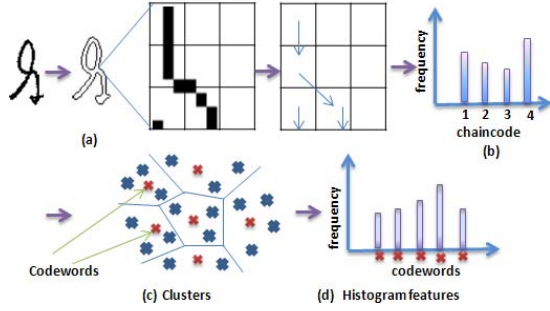 frequency
1 2 3 4
chaincode
(a)
(b)
Codewords
frequency
codewords
(c) Clusters
(d) Histogram features